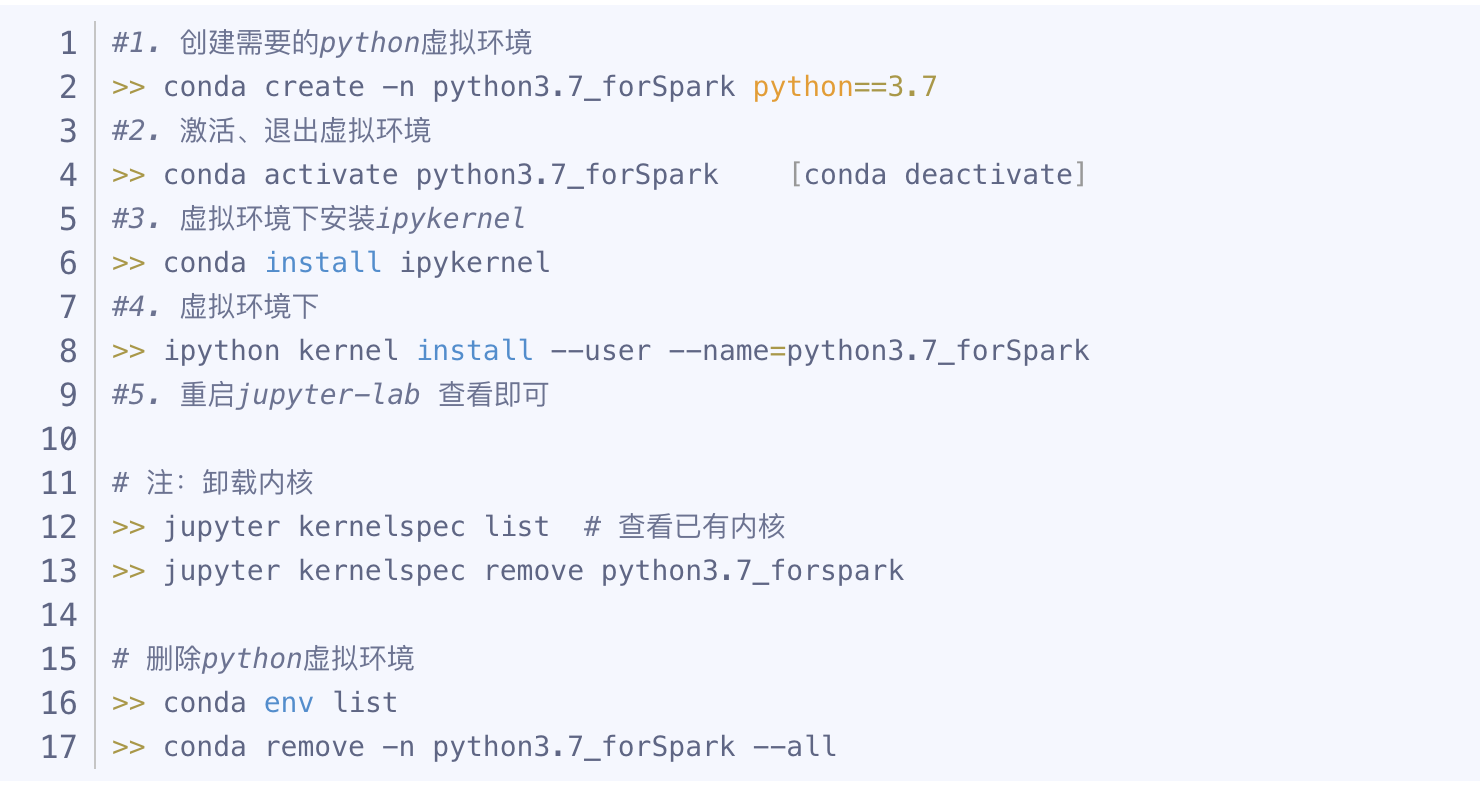 1 #1. 创建需要的python虚拟环境
2 >> conda create -n python3.7_forSpark python==3.7
3 #2. 激活、退出虚拟环境
4 >> conda activate python3.7_forSpark    [conda deactivate]
5 #3. 虚拟环境下安装ipykernel
6 >> conda install ipykernel
7 #4. 虚拟环境下
8 >> ipython kernel install --user --name=python3.7_forSpark
9 #5. 重启jupyter-lab 查看即可
10
11 # 注：卸载内核
12 >> jupyter kernelspec list  # 查看已有内核
13 >> jupyter kernelspec remove python3.7_forspark
14
15 # 删除python虚拟环境
16 >> conda env list
17 >> conda remove -n python3.7_forSpark --all